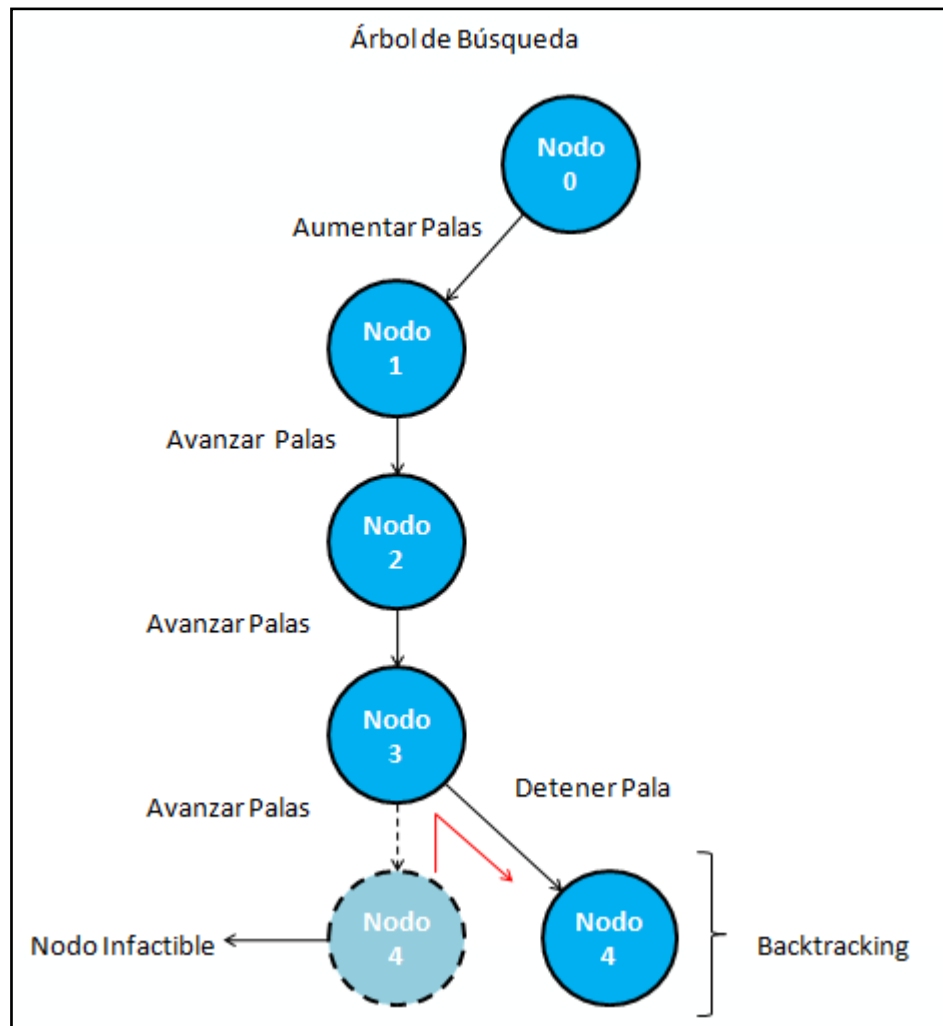 Árbol de Búsqueda
Nodo
0
Aumentar Palas
Nodo
1
Avanzar Palas
Nodo
2
Avanzar Palas
Nodo
3
Avanzar Palas
Detener Pala
Nodo
4
Nodo
4
Nodo Infactible
Backtracking